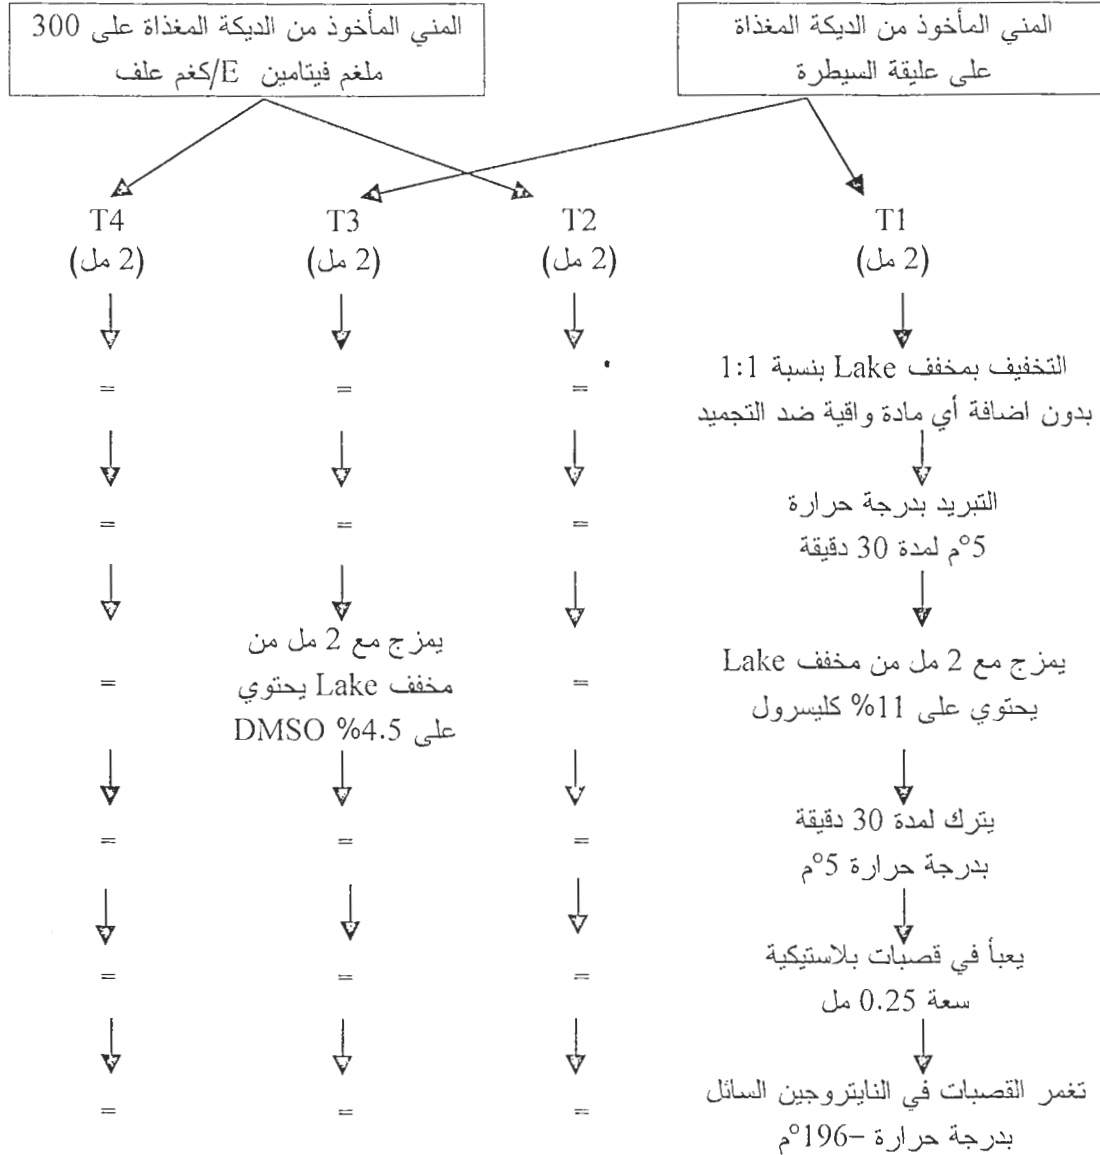 المني المأخوذ من الديكة المغذاة
على عليقة السيطرة
المني المأخوذ من الديكة المغذاة على 300
ملغم فيتامين E/كغم علف
T1
(2 مل)
T2
(2 مل)
T3
(2 مل)
T4
(2 مل)
التخفيف بمخفف Lake بنسبة 1:1
بدون اضافة أي مادة واقية ضد التجميد
=
=
=
التبريد بدرجة حرارة
5°م لمدة 30 دقيقة
=
=
=
يمزج مع 2 مل من مخفف Lake
يحتوي على 11% كليسرول
=
يمزج مع 2 مل من
مخفف Lake يحتوي
على 4.5% DMSO
=
يترك لمدة 30 دقيقة
بدرجة حرارة 5°م
=
=
=
يعبأ في قصبات بلاستيكية
سعة 0.25 مل
=
=
=
تغمر القصبات في النايتروجين السائل
بدرجة حرارة –196°م
=
=
=